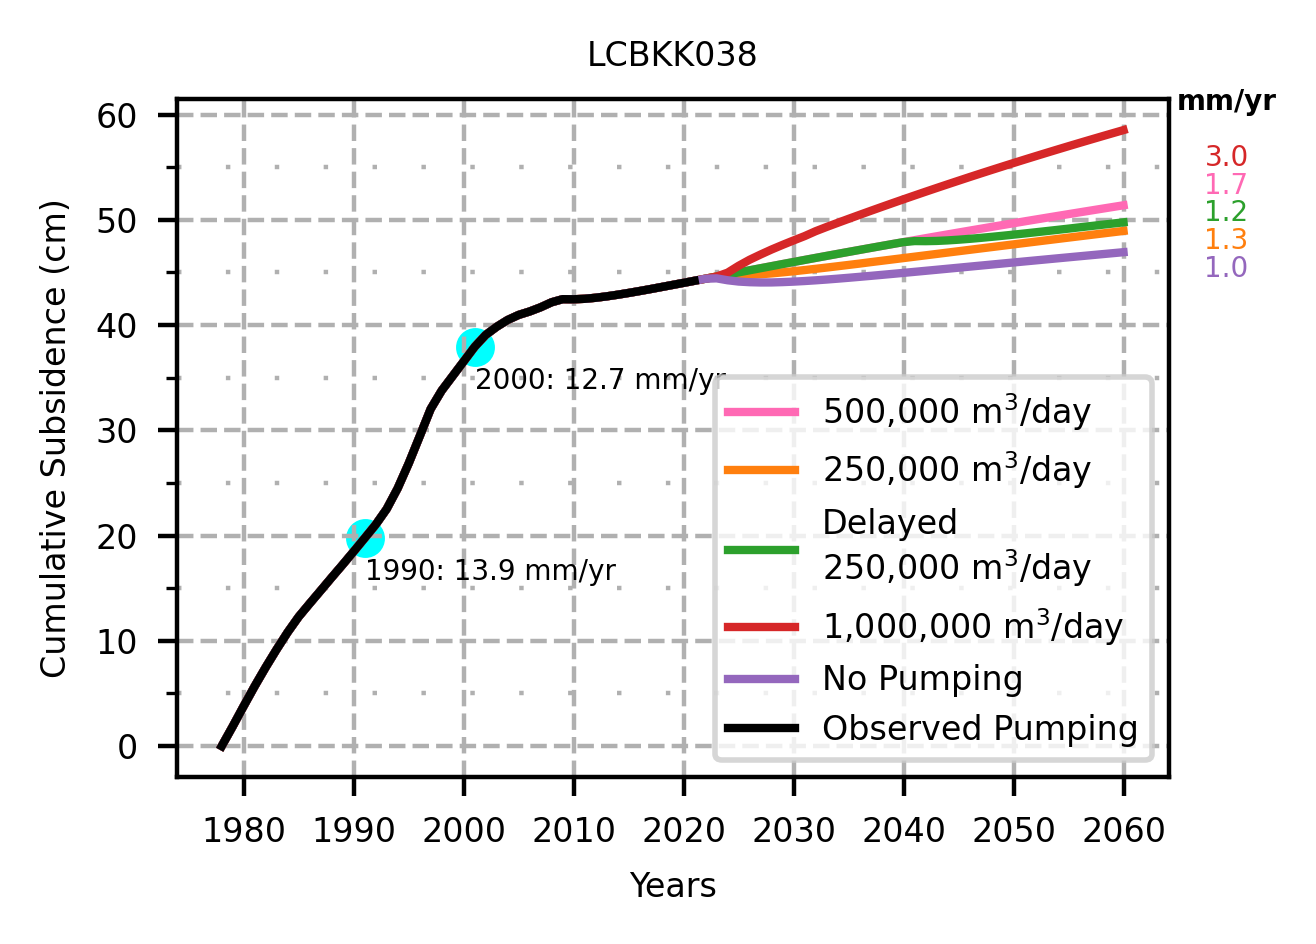 LCBKK038
mm/yr
60
3.0
1.7
1.2
1.3
1.0
50
40
2000: 12.7 mm/yr
30
20
1990: 13.9 mm/yr
10
0
Cumulative Subsidence (cm)
500,000 m³/day
250,000 m³/day
Delayed
250,000 m³/day
1,000,000 m³/day
No Pumping
Observed Pumping
1980 1990 2000 2010 2020 2030 2040 2050 2060
Years